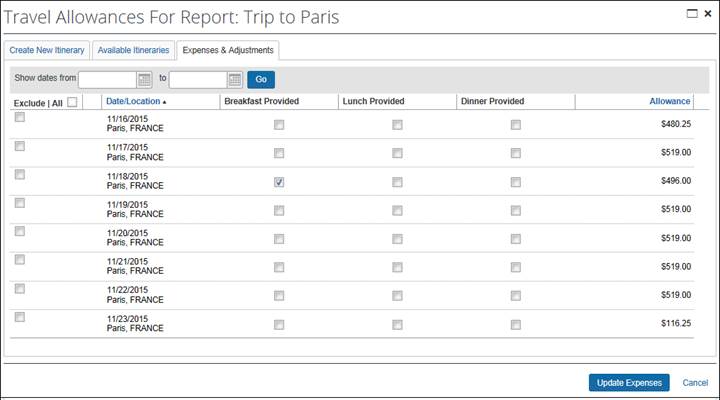 Travel Allowances For Report: Trip to Paris
Create New Itinerary Available Itineraries Expenses & Adjustments
Show dates from to Go
Exclude | All Date/Location Breakfast Provided Lunch Provided Dinner Provided Allowance
11/16/2015
Paris, FRANCE
$480.25
11/17/2015
Paris, FRANCE
$519.00
11/18/2015
Paris, FRANCE
$496.00
11/19/2015
Paris, FRANCE
$519.00
11/20/2015
Paris, FRANCE
$519.00
11/21/2015
Paris, FRANCE
$519.00
11/22/2015
Paris, FRANCE
$519.00
11/23/2015
Paris, FRANCE
$116.25
Update Expenses Cancel